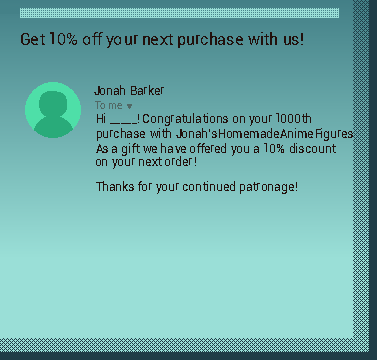 Get 10% off your next purchase with us!
Jonah Barker
To me ▼
Hi _____! Congratulations on your 1000th
purchase with Jonah'sHomemadeAnimeFigures
As a gift we have offered you a 10% discount
on your next order!
Thanks for your continued patronage!